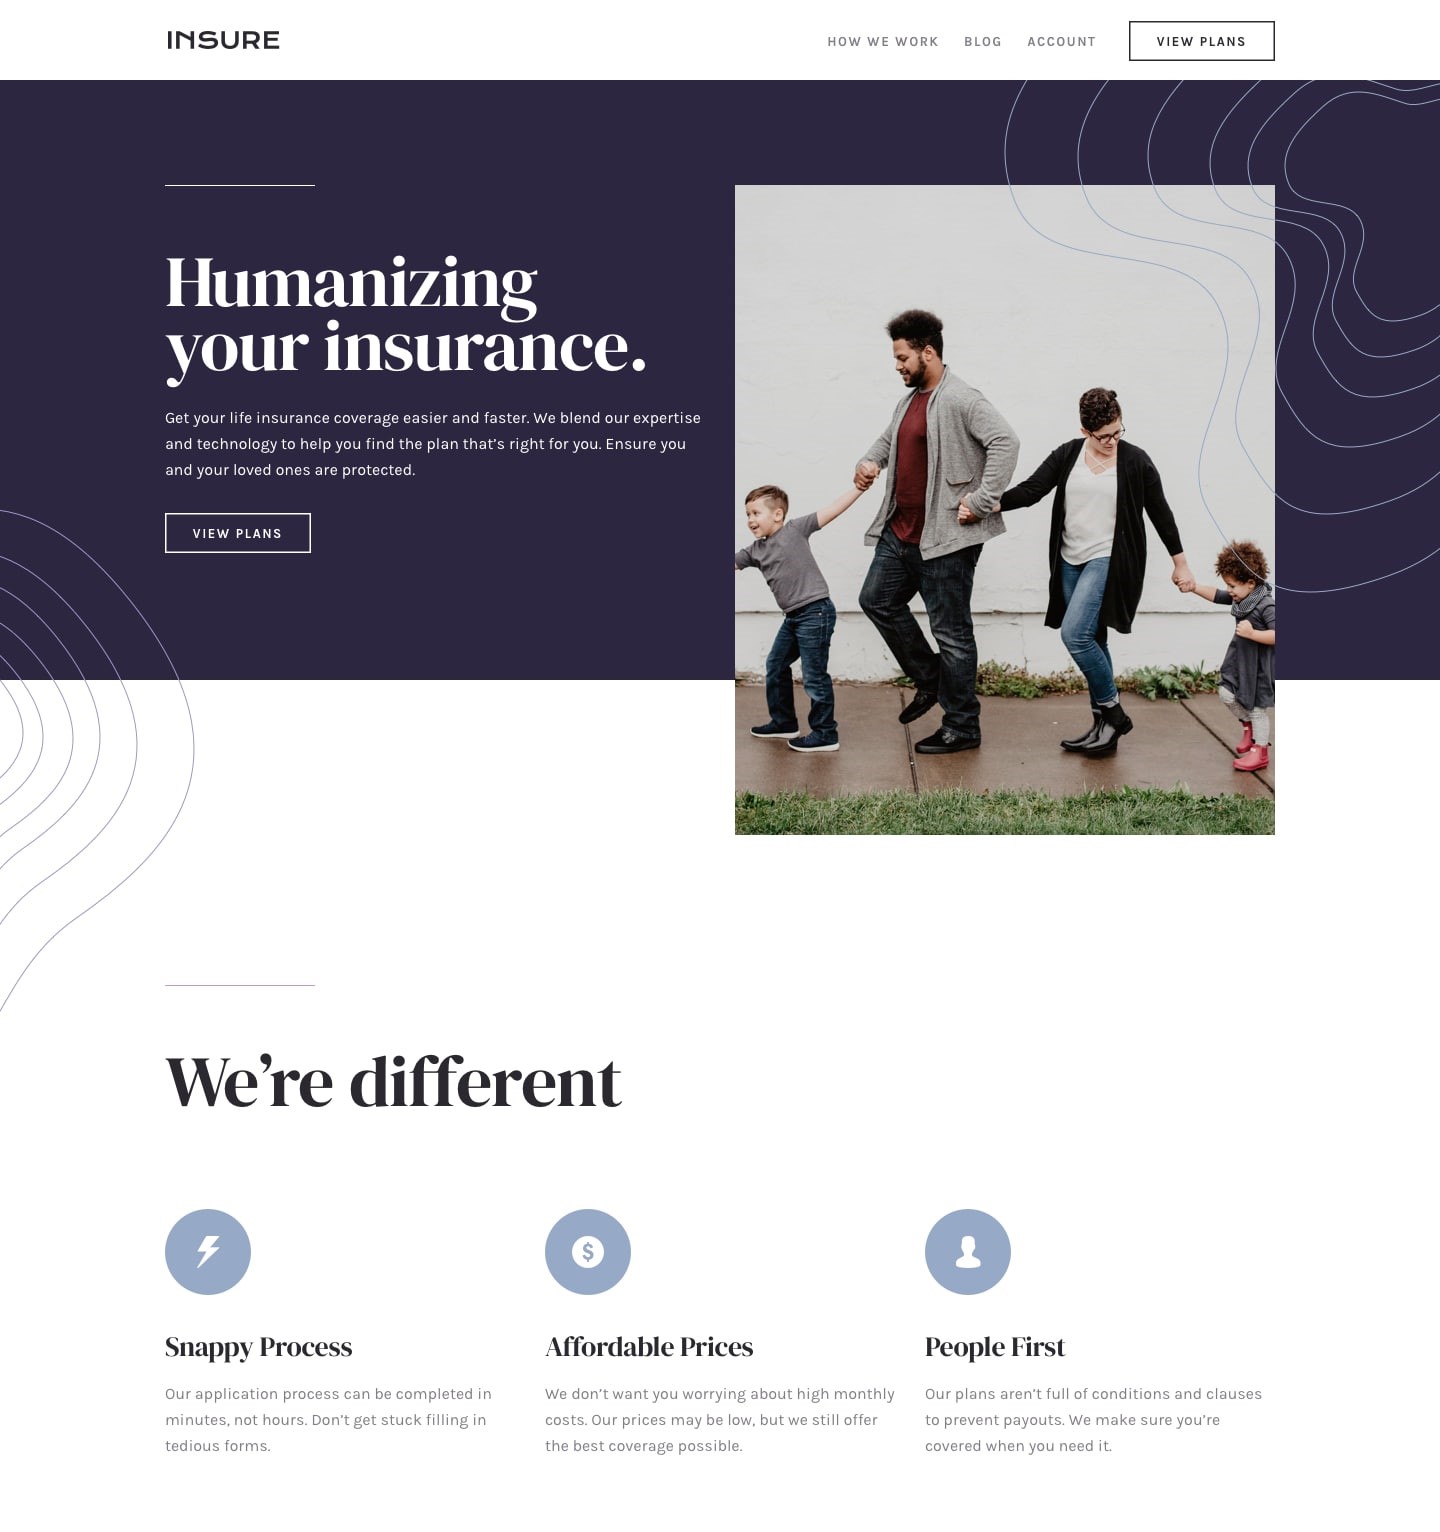 INSURE
HOW WE WORK
BLOG
ACCOUNT
VIEW PLANS
Humanizing
your insurance.
Get your life insurance coverage easier and faster. We blend our expertise
and technology to help you find the plan that’s right for you. Ensure you
and your loved ones are protected.
VIEW PLANS
We’re different
$
Snappy Process
Our application process can be completed in
minutes, not hours. Don’t get stuck filling in
tedious forms.
Affordable Prices
We don’t want you worrying about high monthly
costs. Our prices may be low, but we still offer
the best coverage possible.
People First
Our plans aren’t full of conditions and clauses
to prevent payouts. We make sure you’re
covered when you need it.